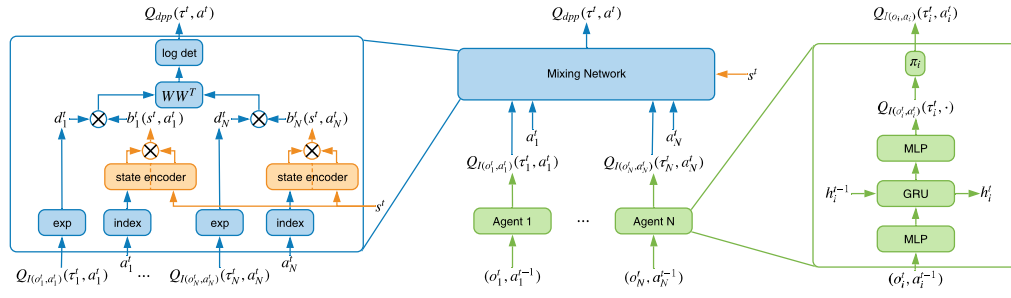 Q_{dpp}(τ^t, a^t)
log det
WW^T
d_1^t
b_1^t(s^t, a_1^t)
d_N^t
b_N^t(s^t, a_N^t)
state encoder
state encoder
s^t
exp
index
exp
index
Q_{I(o_1^t, a_1^t)}(τ_1^t, a_1^t)
a_1^t
...
Q_{I(o_N^t, a_N^t)}(τ_N^t, a_N^t)
a_N^t
Q_{dpp}(τ^t, a^t)
Mixing Network
s^t
a_1^t
a_N^t
Q_{I(o_1^t, a_1^t)}(τ_1^t, a_1^t)
Q_{I(o_N^t, a_N^t)}(τ_N^t, a_N^t)
Agent 1
...
Agent N
(o_1^t, a_1^{t-1})
(o_N^t, a_N^{t-1})
Q_{I(o_i, a_i)}(τ_i^t, a_i^t)
π_i
Q_{I(o_i^t, a_i^t)}(τ_i^t, ·)
MLP
h_i^{t-1}
GRU
h_i^t
MLP
(o_i^t, a_i^{t-1})